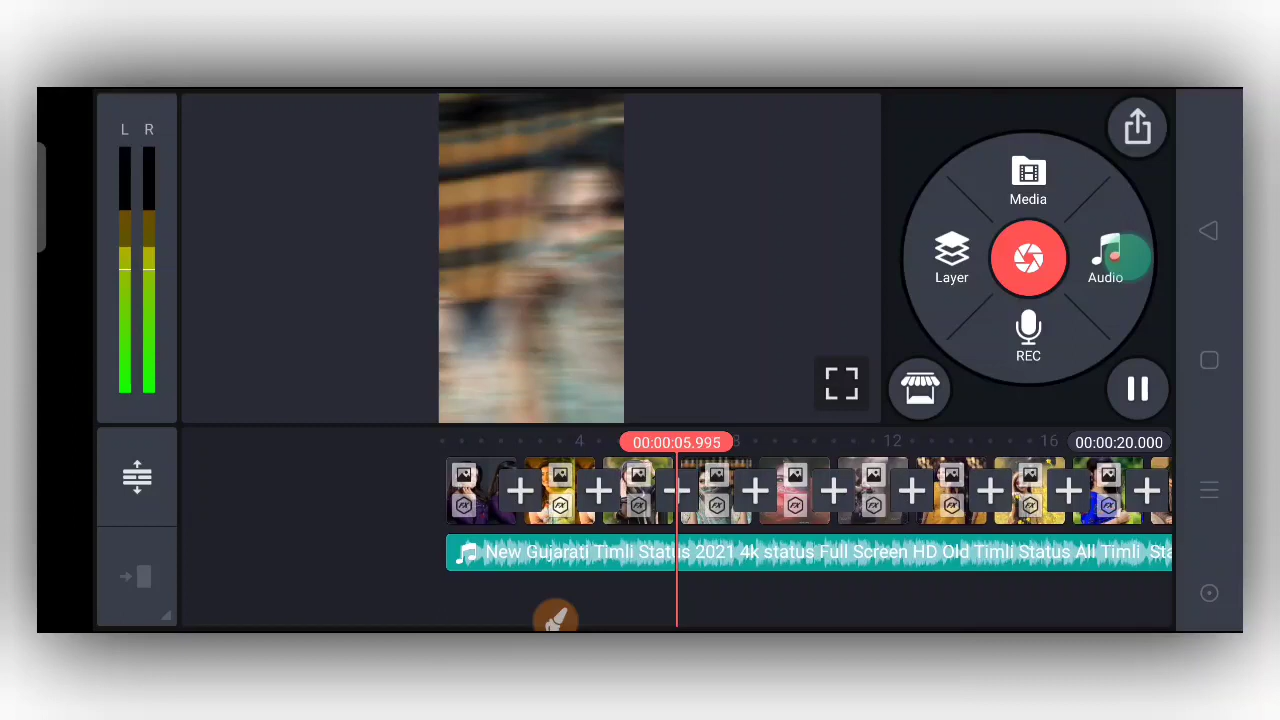 L R
Media
Layer
Audio
REC
4
00:00:05.995
8
12
16
00:00:20.000
New Gujarati Timli Status 2021 4k status Full Screen HD Old Timli Status All Timli Sta